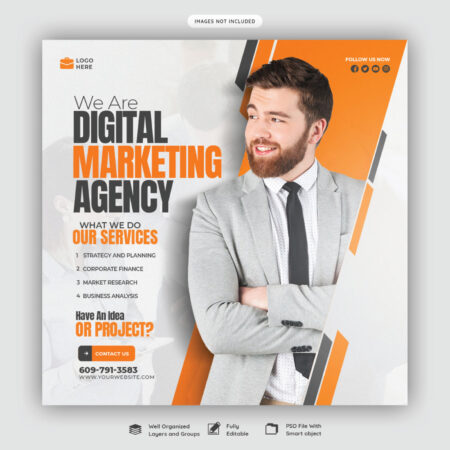 IMAGES NOT INCLUDED
LOGO
HERE
FOLLOW US NOW
We Are
DIGITAL
MARKETING
AGENCY
WHAT WE DO
OUR SERVICES
1 STRATEGY AND PLANNING
2 CORPORATE FINANCE
3 MARKET RESEARCH
4 BUSINESS ANALYSIS
Have An Idea
OR PROJECT?
CONTACT US
609-791-3583
WWW.YOURWEBSITE.COM
Well Organized
Layers and Groups
Fully
Editable
PSD File With
Smart object